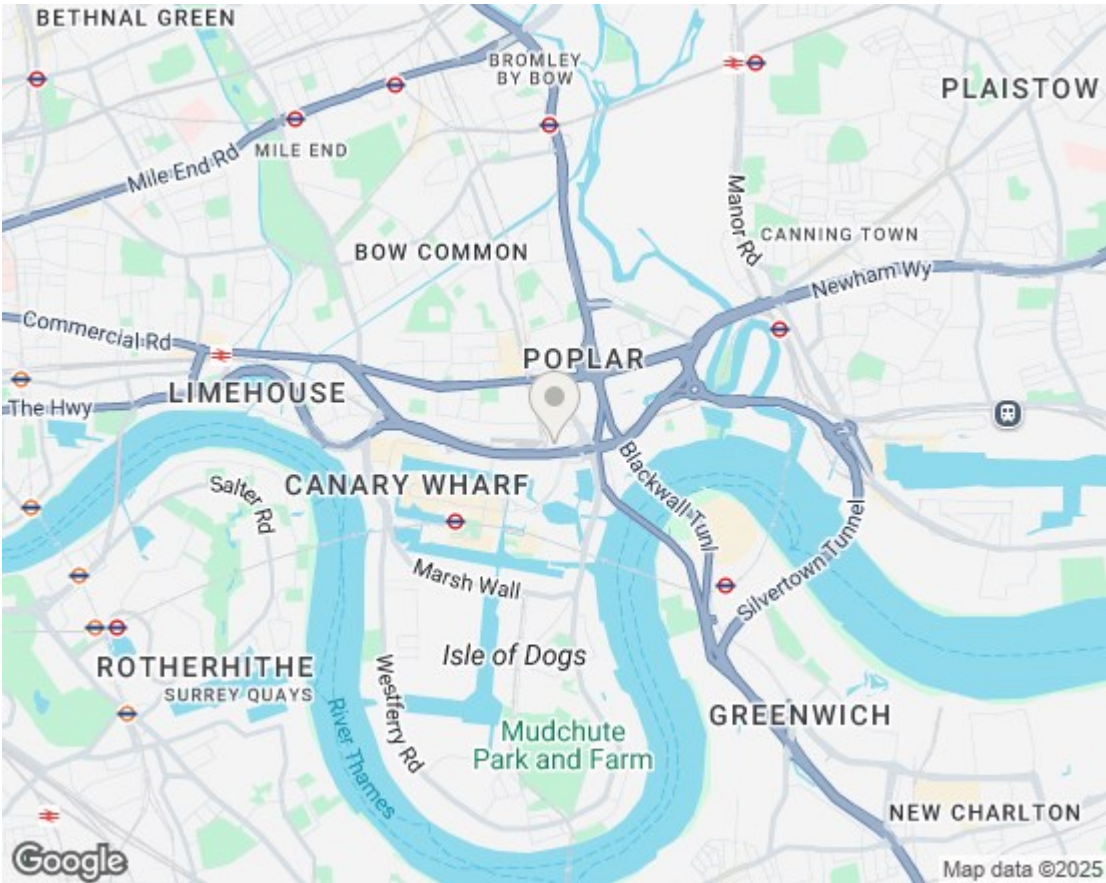 BETHNAL GREEN
BROMLEY
BY BOW
PLAISTOW
MILE END
Mile End Rd
Manor Rd
CANNING TOWN
BOW COMMON
Newham Wy
Commercial Rd
POPLAR
LIMEHOUSE
The Hwy
CANARY WHARF
Blackwall Tunl
Salter Rd
Silvertown Tunnel
Marsh Wall
Isle of Dogs
ROTHERHITHE
SURREY QUAYS
Westferry Rd
River Thames
GREENWICH
Mudchute
Park and Farm
NEW CHARLTON
Google
Map data ©2025